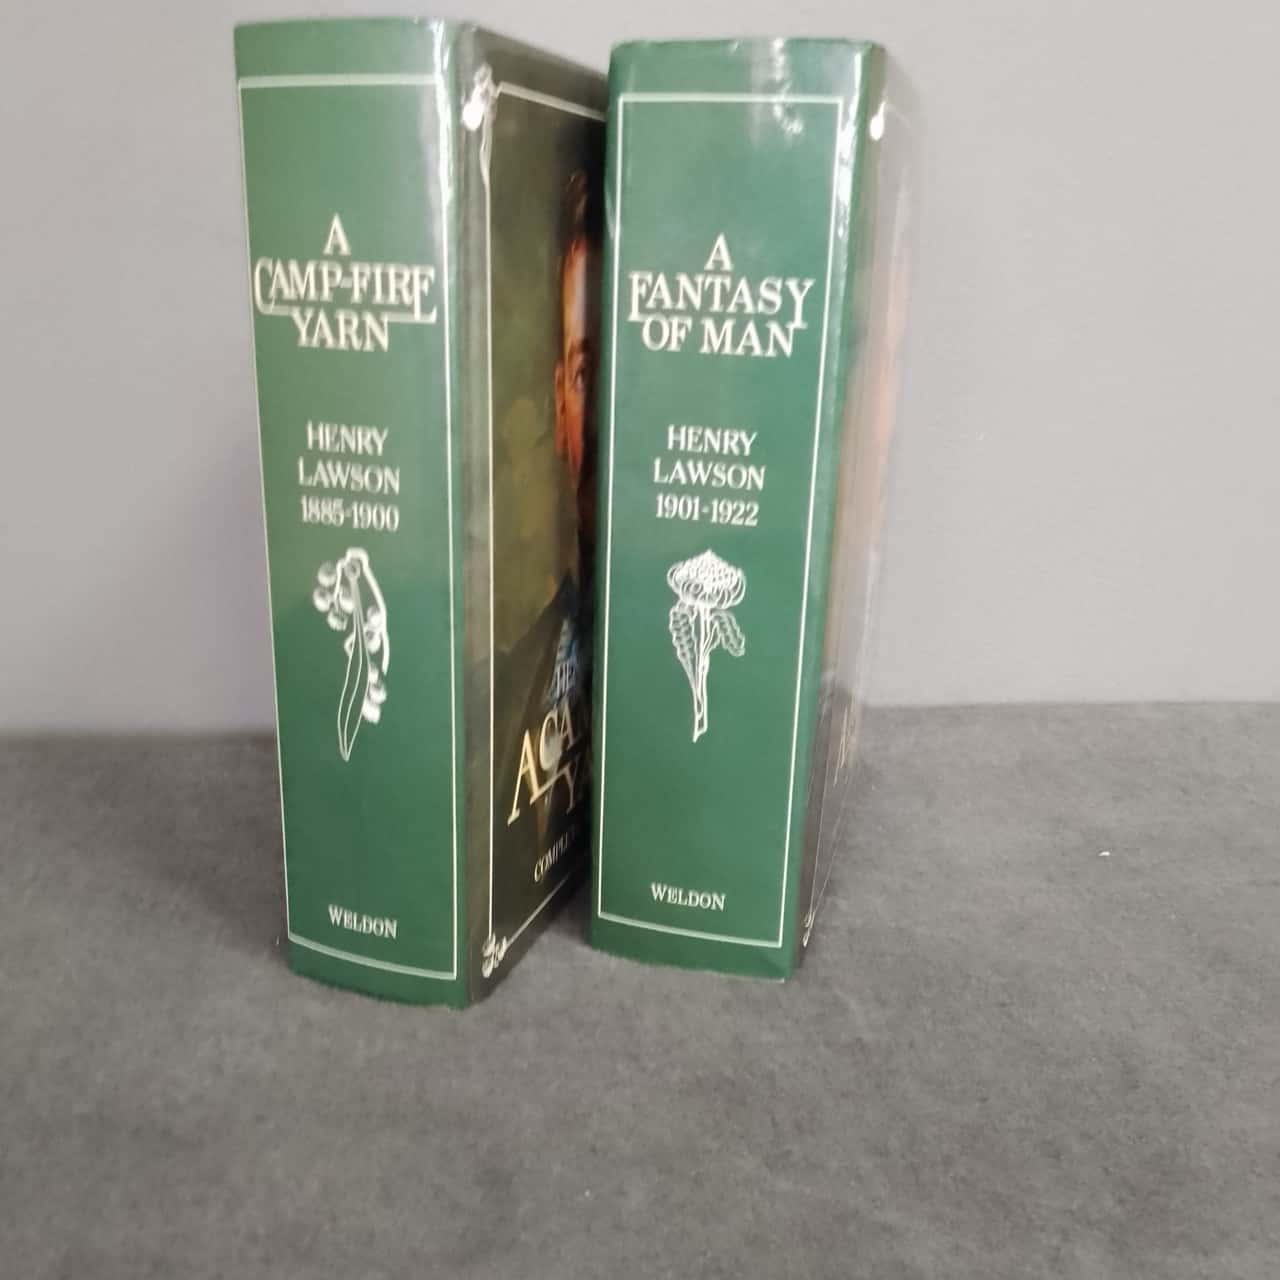 A
CAMP-FIRE
YARN
HENRY
LAWSON
1885-1900
WELDON
A
FANTASY
OF MAN
HENRY
LAWSON
1901-1922
WELDON